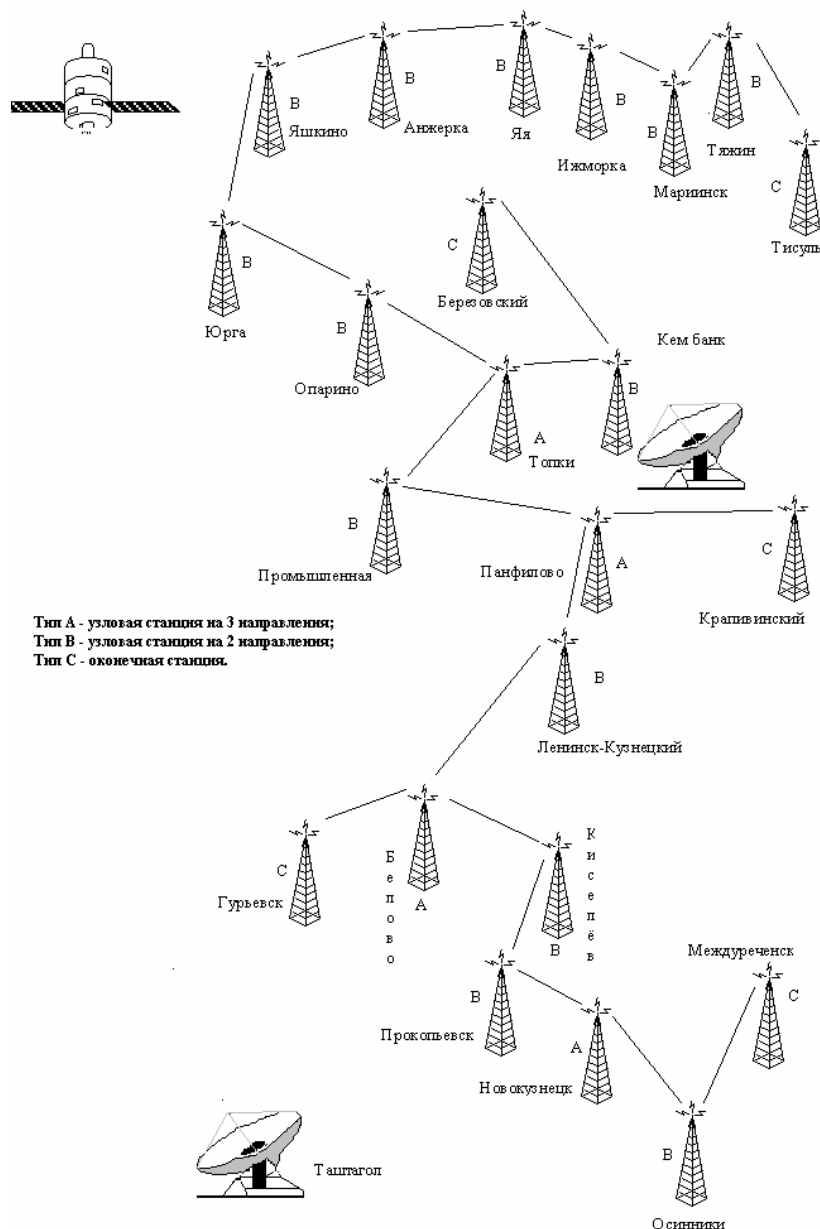 В
Яшкино
В
Анжерка
В
Яя
В
Ижморка
В
Мариинск
В
Тяжин
С
Тисуль
В
Юрга
С
Березовский
В
Опарино
Кем банк
В
А
Топки
В
Промышленная
Панфилово
А
С
Крапивинский
Тип А - узловая станция на 3 направления;
Тип В - узловая станция на 2 направления;
Тип С - оконечная станция.
В
Ленинск-Кузнецкий
С
Гурьевск
Белово
А
Киселёв
В
В
Прокопьевск
А
Новокузнецк
Междуреченск
С
В
Осинники
Таштагол